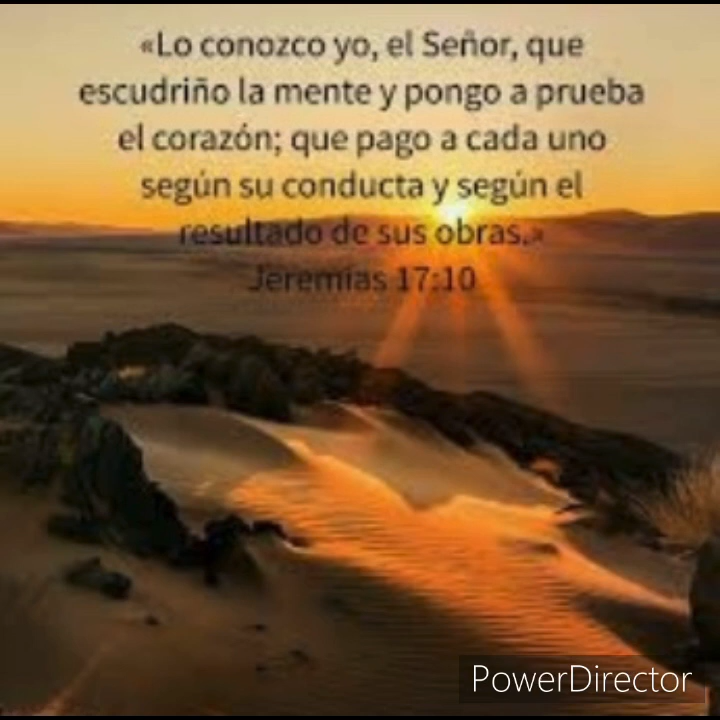 «Lo conozco yo, el Señor, que
escudriño la mente y pongo a prueba
el corazón; que pago a cada uno
según su conducta y según el
resultado de sus obras.»
Jeremías 17:10
PowerDirector